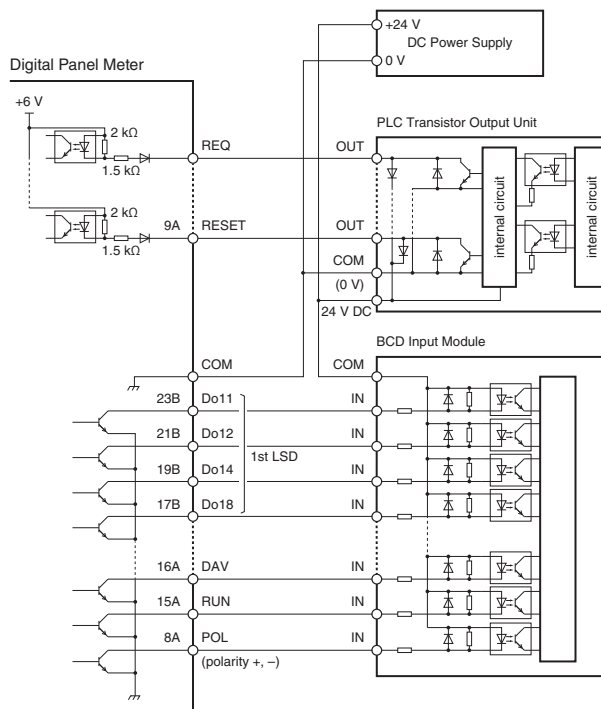 +24 V
DC Power Supply
0 V
Digital Panel Meter
+6 V
PLC Transistor Output Unit
2 kΩ
REQ
OUT
1.5 kΩ
internal circuit
internal circuit
2 kΩ
9A
RESET
OUT
1.5 kΩ
COM
(0 V)
24 V DC
BCD Input Module
COM
COM
23B
Do11
IN
21B
Do12
IN
1st LSD
19B
Do14
IN
17B
Do18
IN
16A
DAV
IN
15A
RUN
IN
8A
POL
IN
(polarity +, –)